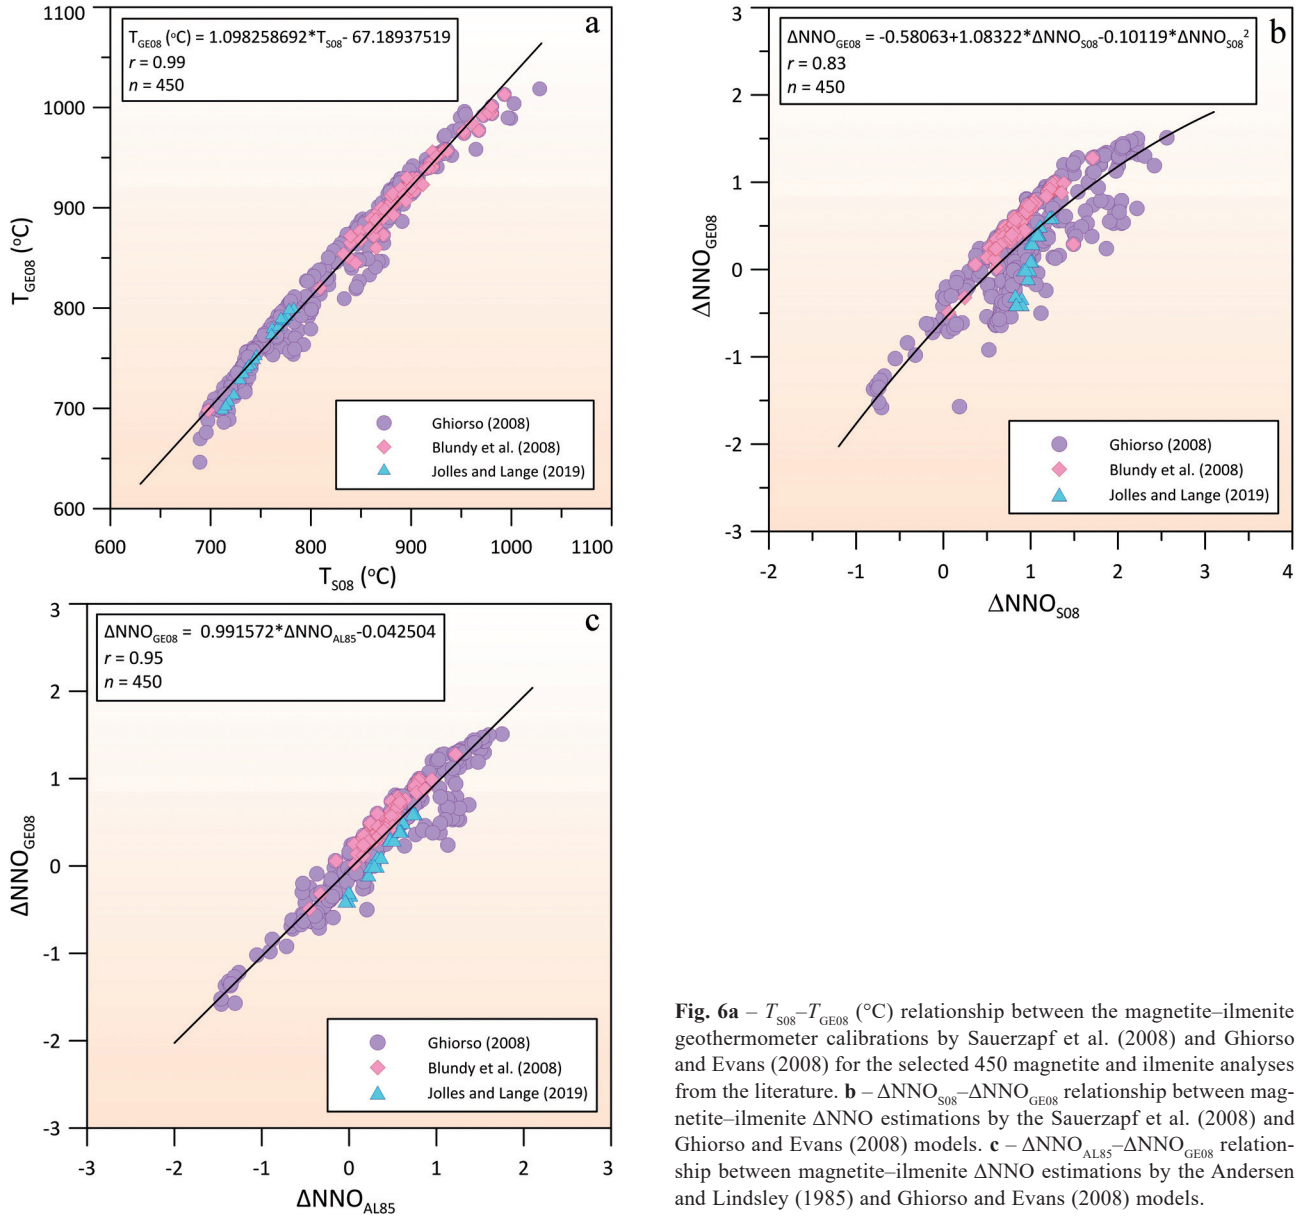 a
T_GE08 (°C) = 1.098258692*T_S08- 67.18937519
r = 0.99
n = 450
1100
1000
900
800
700
600
T_GE08 (°C)
Ghiorso (2008)
Blundy et al. (2008)
Jolles and Lange (2019)
600 700 800 900 1000 1100
T_S08 (°C)
b
ΔNNO_GE08 = -0.58063+1.08322*ΔNNO_S08-0.10119*ΔNNO_S08²
r = 0.83
n = 450
3
2
1
0
-1
-2
-3
ΔNNO_GE08
Ghiorso (2008)
Blundy et al. (2008)
Jolles and Lange (2019)
-2 -1 0 1 2 3 4
ΔNNO_S08
c
ΔNNO_GE08 = 0.991572*ΔNNO_AL85-0.042504
r = 0.95
n = 450
3
2
1
0
-1
-2
-3
ΔNNO_GE08
Ghiorso (2008)
Blundy et al. (2008)
Jolles and Lange (2019)
-3 -2 -1 0 1 2 3
ΔNNO_AL85
Fig. 6a – T_S08–T_GE08 (°C) relationship between the magnetite–ilmenite
geothermometer calibrations by Sauerzapf et al. (2008) and Ghiorso
and Evans (2008) for the selected 450 magnetite and ilmenite analyses
from the literature. b – ΔNNO_S08–ΔNNO_GE08 relationship between mag-
netite–ilmenite ΔNNO estimations by the Sauerzapf et al. (2008) and
Ghiorso and Evans (2008) models. c – ΔNNO_AL85–ΔNNO_GE08 relation-
ship between magnetite–ilmenite ΔNNO estimations by the Andersen
and Lindsley (1985) and Ghiorso and Evans (2008) models.